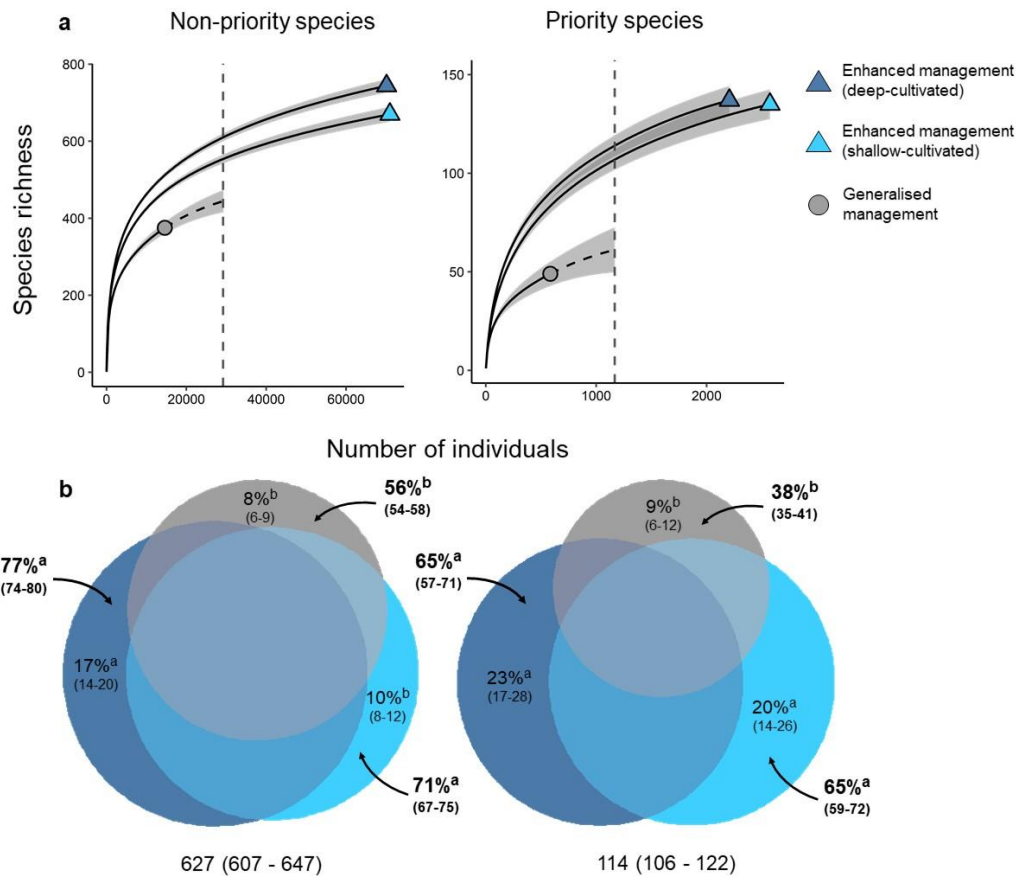 a
Non-priority species
Priority species
Species richness
800
600
400
200
0
0
20000
40000
60000
150
100
50
0
0
1000
2000
Enhanced management
(deep-cultivated)
Enhanced management
(shallow-cultivated)
Generalised
management
Number of individuals
b
8%ᵇ
(6-9)
56%ᵇ
(54-58)
77%ᵃ
(74-80)
17%ᵃ
(14-20)
10%ᵇ
(8-12)
71%ᵃ
(67-75)
627 (607 - 647)
9%ᵇ
(6-12)
38%ᵇ
(35-41)
65%ᵃ
(57-71)
23%ᵃ
(17-28)
20%ᵃ
(14-26)
65%ᵃ
(59-72)
114 (106 - 122)